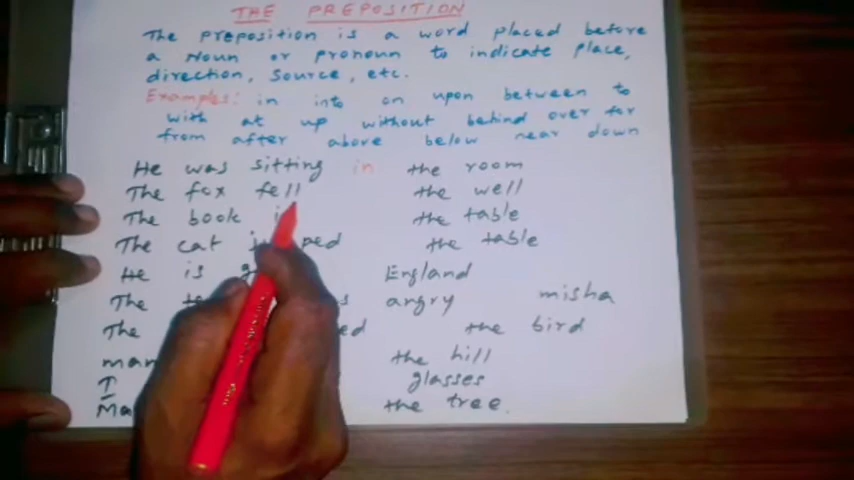 THE PREPOSITION
The preposition is a word placed before
a Noun or pronoun to indicate place,
direction, source, etc.
Examples: in into on upon between to
with at up without behind over for
from after above below near down
He was sitting in the room
The fox fell the well
The book the table
The cat the table
He is England
The angry misha
The the bird
man the hill
I glasses
the tree.